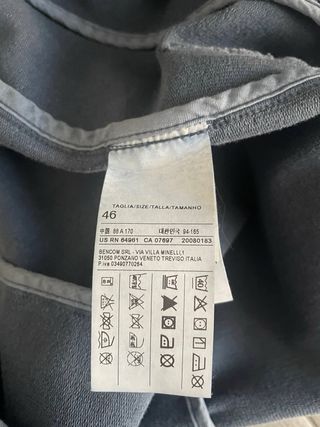 TAGLIA/SIZE/TALLA/TAMANHO
46
中国 88 A 170 대한민국 94-165
US RN 64961 CA 07697 20080183
BENCOM SRL - VIA VILLA MINELLI,1
31050 PONZANO VENETO TREVISO ITALIA
P.iva 03490770264
40